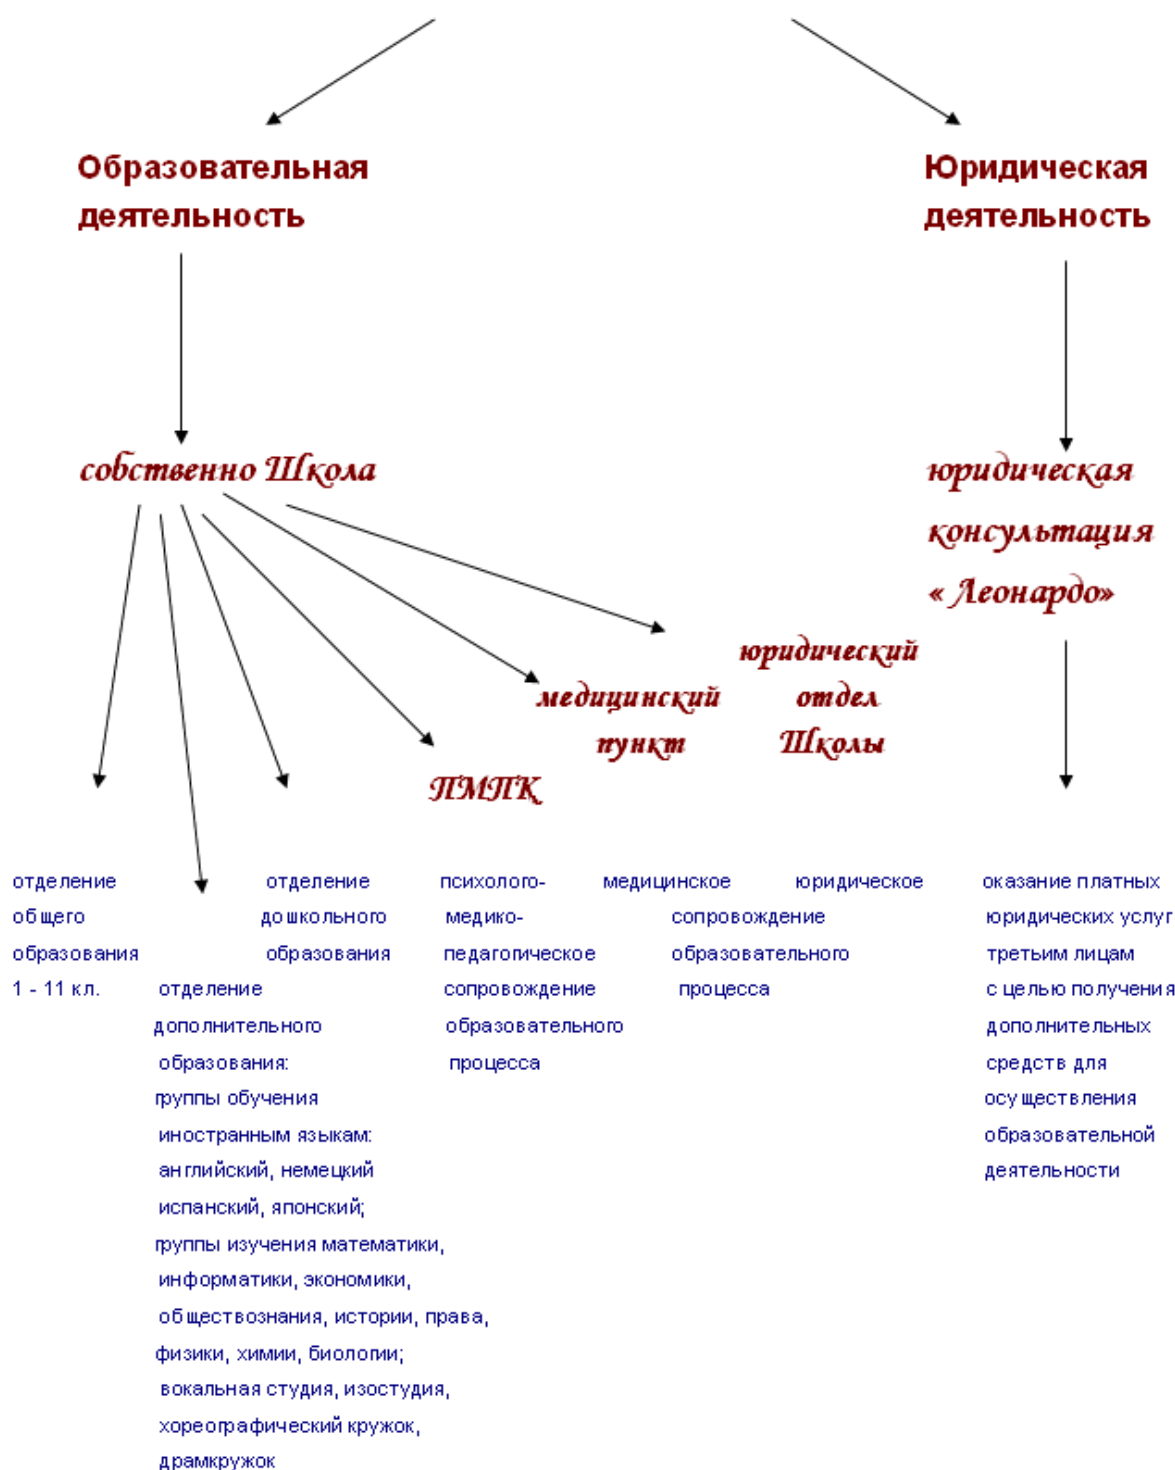 Образовательная
деятельность
Юридическая
деятельность
собственно Школа
юридическая
консультация
« Леонардо»
юридический
отдел
Школы
медицинский
пункт
ПМПК
отделение
общего
образования
1 - 11 кл.
отделение
дошкольного
образования
отделение
дополнительного
образования:
группы обучения
иностранным языкам:
английский, немецкий
испанский, японский;
группы изучения математики,
информатики, экономики,
обществознания, истории, права,
физики, химии, биологии;
вокальная студия, изостудия,
хореографический кружок,
драмкружок
психолого-
медико-
педагогическое
сопровождение
образовательного
процесса
медицинское юридическое
сопровождение
образовательного
процесса
оказание платных
юридических услуг
третьим лицам
с целью получения
дополнительных
средств для
осуществления
образовательной
деятельности